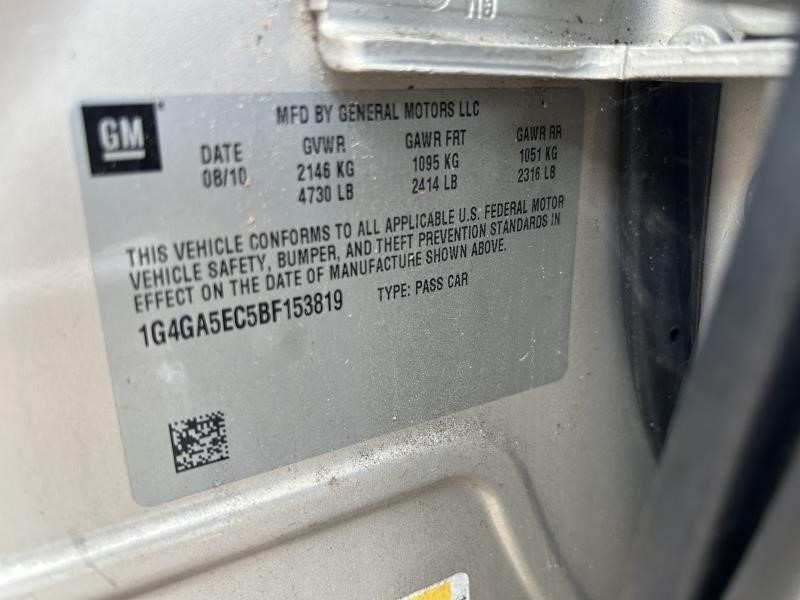 GM ®
MFD BY GENERAL MOTORS LLC
DATE GVWR GAWR FRT GAWR RR
08/10 2146 KG 1095 KG 1051 KG
4730 LB 2414 LB 2316 LB
THIS VEHICLE CONFORMS TO ALL APPLICABLE U.S. FEDERAL MOTOR
VEHICLE SAFETY, BUMPER, AND THEFT PREVENTION STANDARDS IN
EFFECT ON THE DATE OF MANUFACTURE SHOWN ABOVE.
1G4GA5EC5BF153819 TYPE: PASS CAR